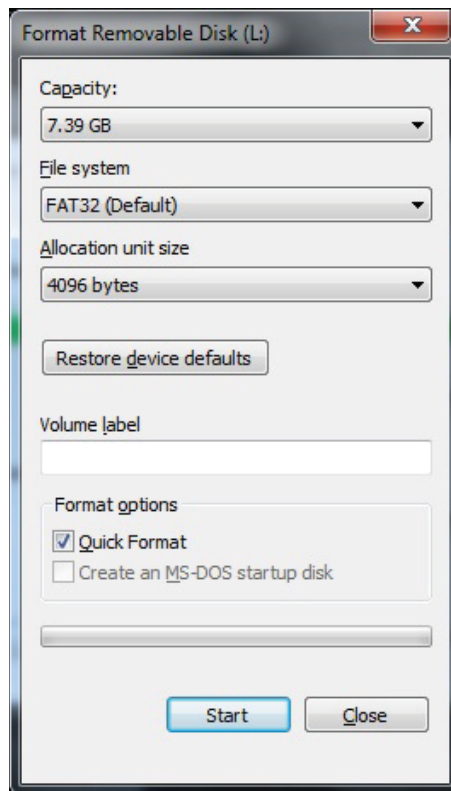 Format Removable Disk (L:)
Capacity:
7.39 GB
File system
FAT32 (Default)
Allocation unit size
4096 bytes
Restore device defaults
Volume label
Format options
Quick Format
Create an MS-DOS startup disk
Start Close